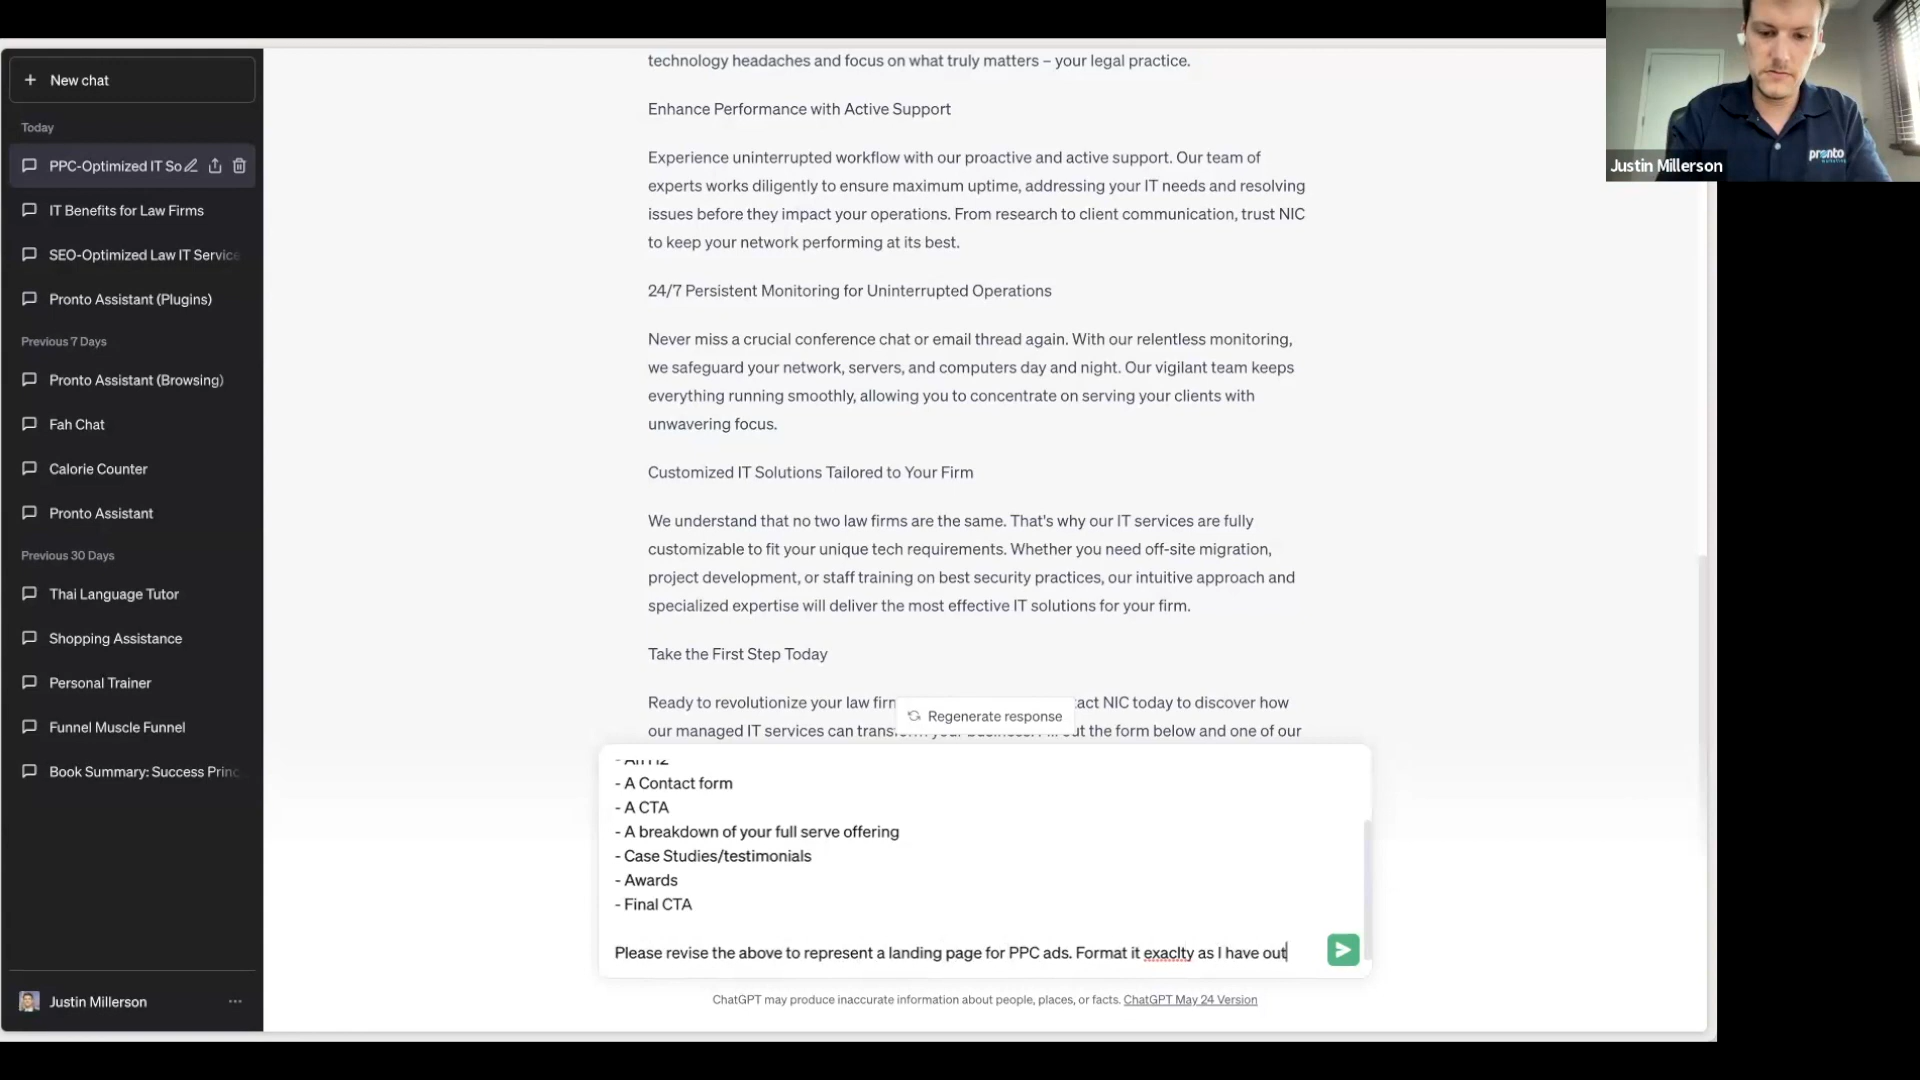 New chat
Today
PPC-Optimized IT So
IT Benefits for Law Firms
SEO-Optimized Law IT Service
Pronto Assistant (Plugins)
Previous 7 Days
Pronto Assistant (Browsing)
Fah Chat
Calorie Counter
Pronto Assistant
Previous 30 Days
Thai Language Tutor
Shopping Assistance
Personal Trainer
Funnel Muscle Funnel
Book Summary: Success Princ
Justin Millerson
technology headaches and focus on what truly matters – your legal practice.
Enhance Performance with Active Support
Experience uninterrupted workflow with our proactive and active support. Our team of
experts works diligently to ensure maximum uptime, addressing your IT needs and resolving
issues before they impact your operations. From research to client communication, trust NIC
to keep your network performing at its best.
24/7 Persistent Monitoring for Uninterrupted Operations
Never miss a crucial conference chat or email thread again. With our relentless monitoring,
we safeguard your network, servers, and computers day and night. Our vigilant team keeps
everything running smoothly, allowing you to concentrate on serving your clients with
unwavering focus.
Customized IT Solutions Tailored to Your Firm
We understand that no two law firms are the same. That's why our IT services are fully
customizable to fit your unique tech requirements. Whether you need off-site migration,
project development, or staff training on best security practices, our intuitive approach and
specialized expertise will deliver the most effective IT solutions for your firm.
Take the First Step Today
Ready to revolutionize your law firm tact NIC today to discover how
our managed IT services can transform your business. Fill out the form below and one of our
Regenerate response
- An H2
- A Contact form
- A CTA
- A breakdown of your full serve offering
- Case Studies/testimonials
- Awards
- Final CTA
Please revise the above to represent a landing page for PPC ads. Format it exaclty as I have out
ChatGPT may produce inaccurate information about people, places, or facts. ChatGPT May 24 Version
pronto
Justin Millerson